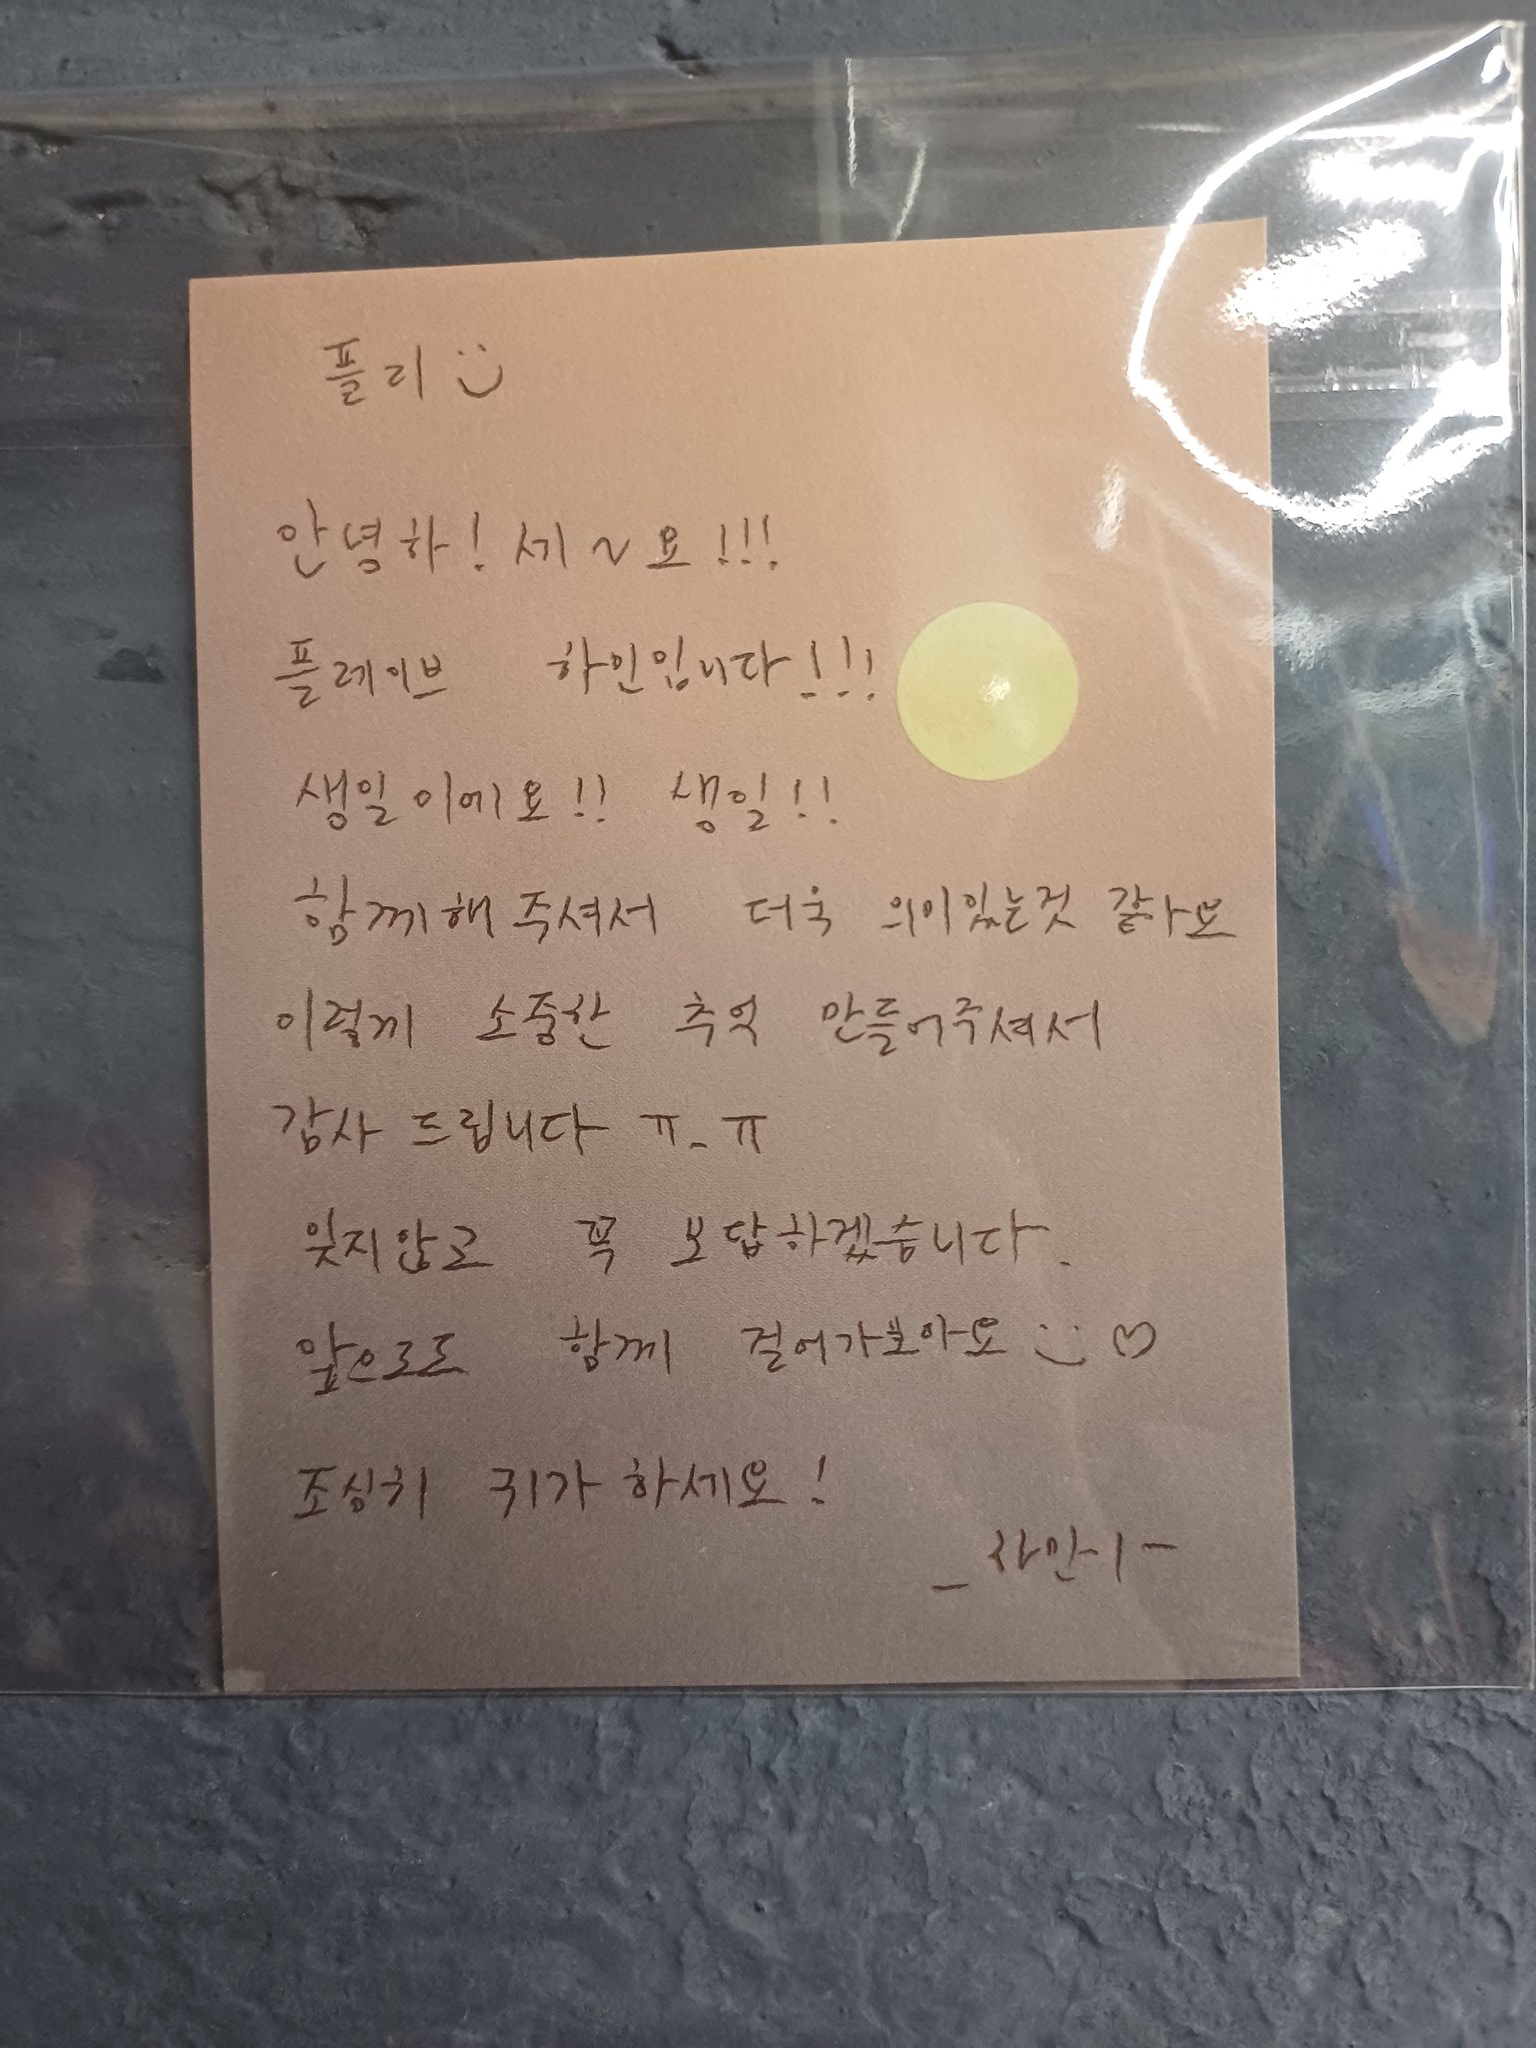 플리 :)
안녕하! 세~요!!!
플레이브 하민입니다!!!
생일이에요!! 생일!!
함께해주셔서 더욱 의미있는것 같아요
이렇게 소중한 추억 만들어주셔서
감사드립니다 ㅠ_ㅠ
잊지않고 꼭 보답하겠습니다.
앞으로도 함께 걸어가보아요 :) ♡
조심히 귀가하세요!